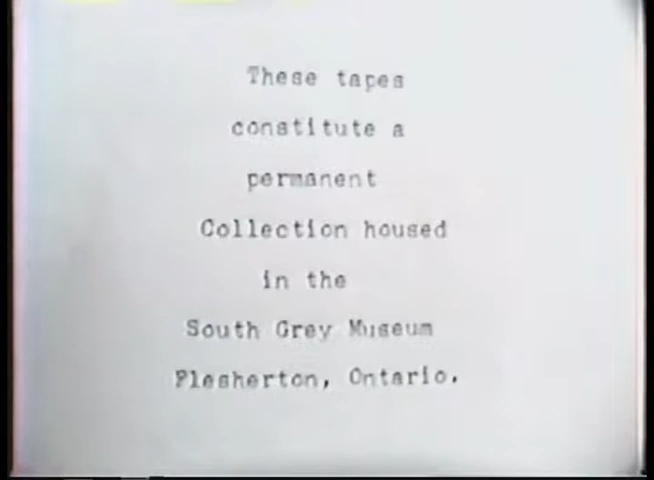 These tapes
constitute a
permanent
Collection housed
in the
South Grey Museum
Flesherton, Ontario.